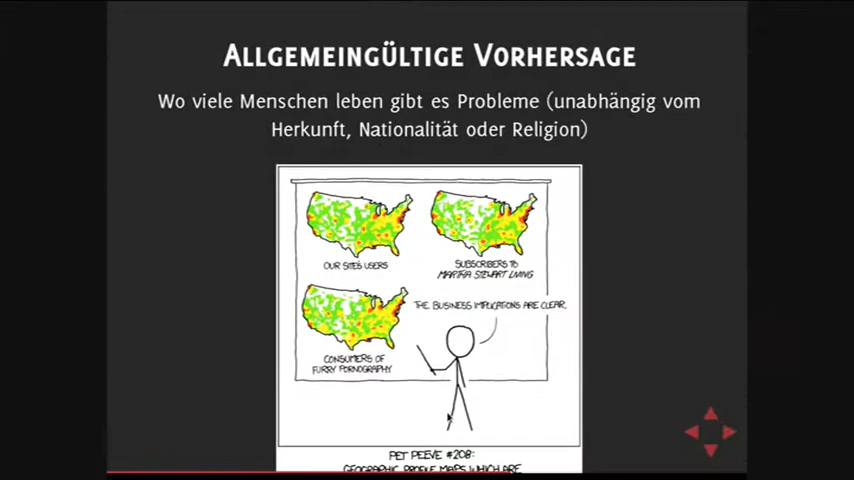 ALLGEMEINGÜLTIGE VORHERSAGE
Wo viele Menschen leben gibt es Probleme (unabhängig vom
Herkunft, Nationalität oder Religion)
OUR SITE'S USERS
SUBSCRIBERS TO
MARTHA STEWART LIVING
THE BUSINESS IMPLICATIONS ARE CLEAR.
CONSUMERS OF
FURRY PORNOGRAPHY
PET PEEVE #208:
GEOGRAPHIC PROFILE MAPS WHICH ARE